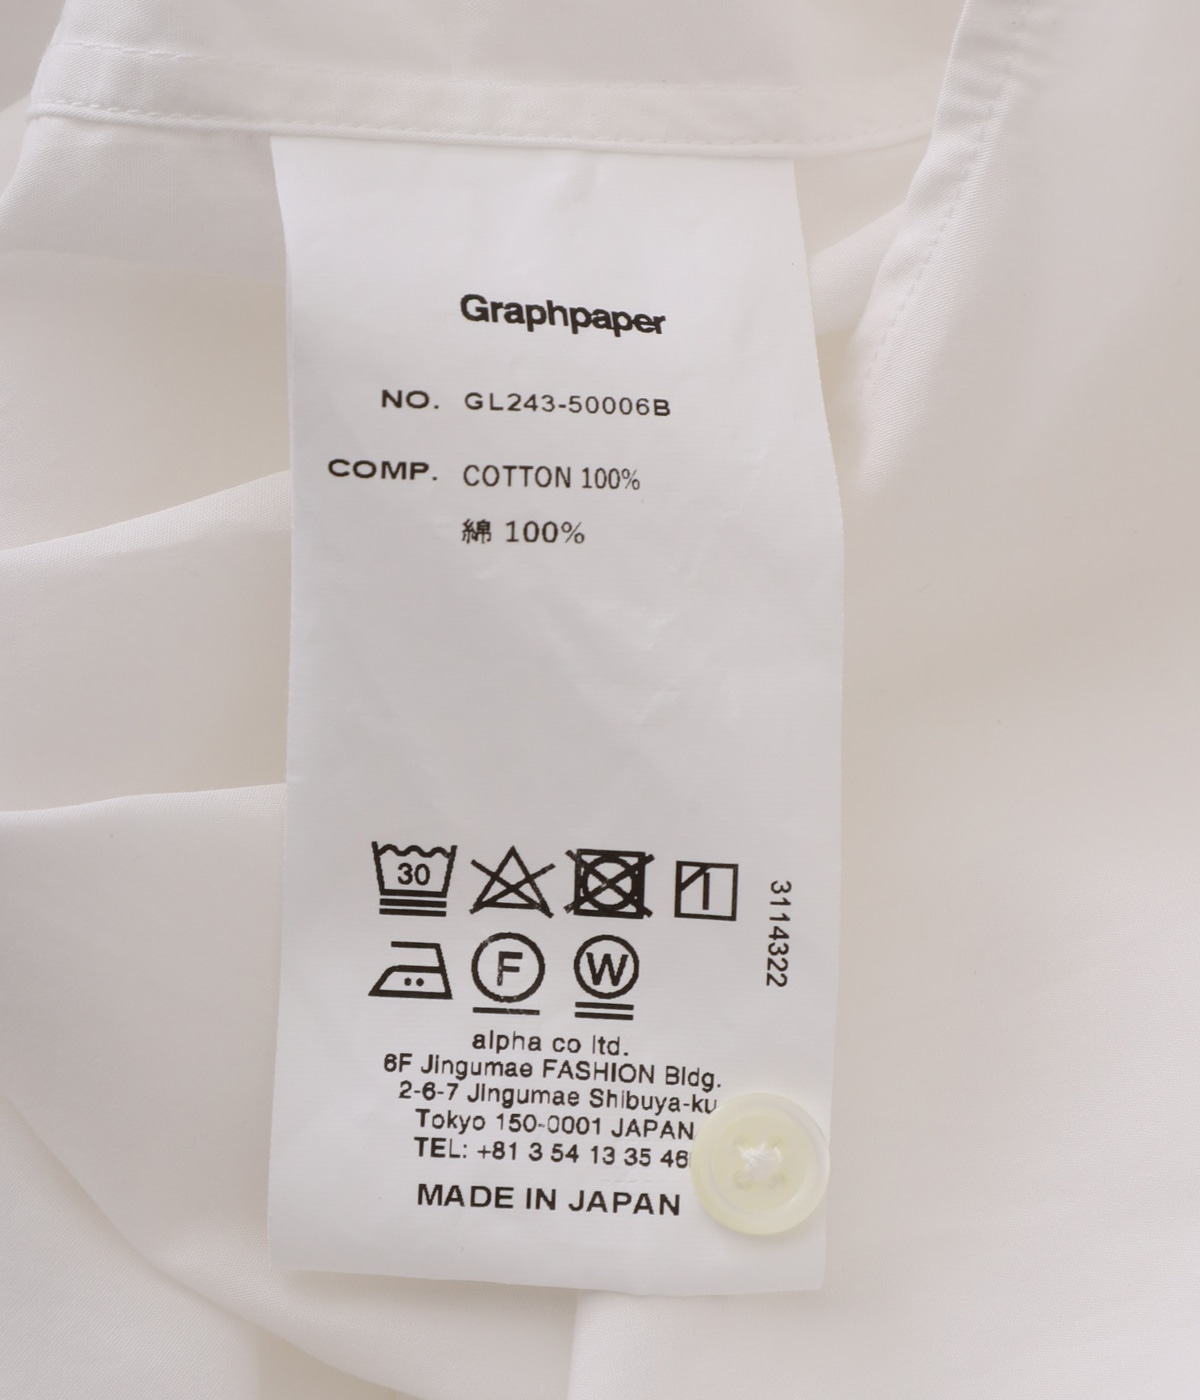 Graphpaper
NO. GL243-50006B
COMP. COTTON 100%
綿 100%
30
3114322
F
W
alpha co ltd.
6F Jingumae FASHION Bldg.
2-6-7 Jingumae Shibuya-ku
Tokyo 150-0001 JAPAN
TEL: +81 3 54 13 35 46
MADE IN JAPAN